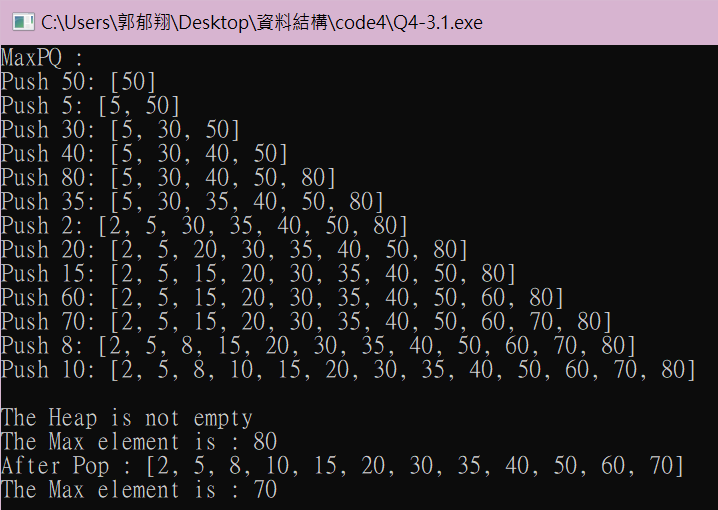 C:\Users\郭郁翔\Desktop\資料結構\code4\Q4-3.1.exe
MaxPQ :
Push 50: [50]
Push 5: [5, 50]
Push 30: [5, 30, 50]
Push 40: [5, 30, 40, 50]
Push 80: [5, 30, 40, 50, 80]
Push 35: [5, 30, 35, 40, 50, 80]
Push 2: [2, 5, 30, 35, 40, 50, 80]
Push 20: [2, 5, 20, 30, 35, 40, 50, 80]
Push 15: [2, 5, 15, 20, 30, 35, 40, 50, 80]
Push 60: [2, 5, 15, 20, 30, 35, 40, 50, 60, 80]
Push 70: [2, 5, 15, 20, 30, 35, 40, 50, 60, 70, 80]
Push 8: [2, 5, 8, 15, 20, 30, 35, 40, 50, 60, 70, 80]
Push 10: [2, 5, 8, 10, 15, 20, 30, 35, 40, 50, 60, 70, 80]
The Heap is not empty
The Max element is : 80
After Pop : [2, 5, 8, 10, 15, 20, 30, 35, 40, 50, 60, 70]
The Max element is : 70